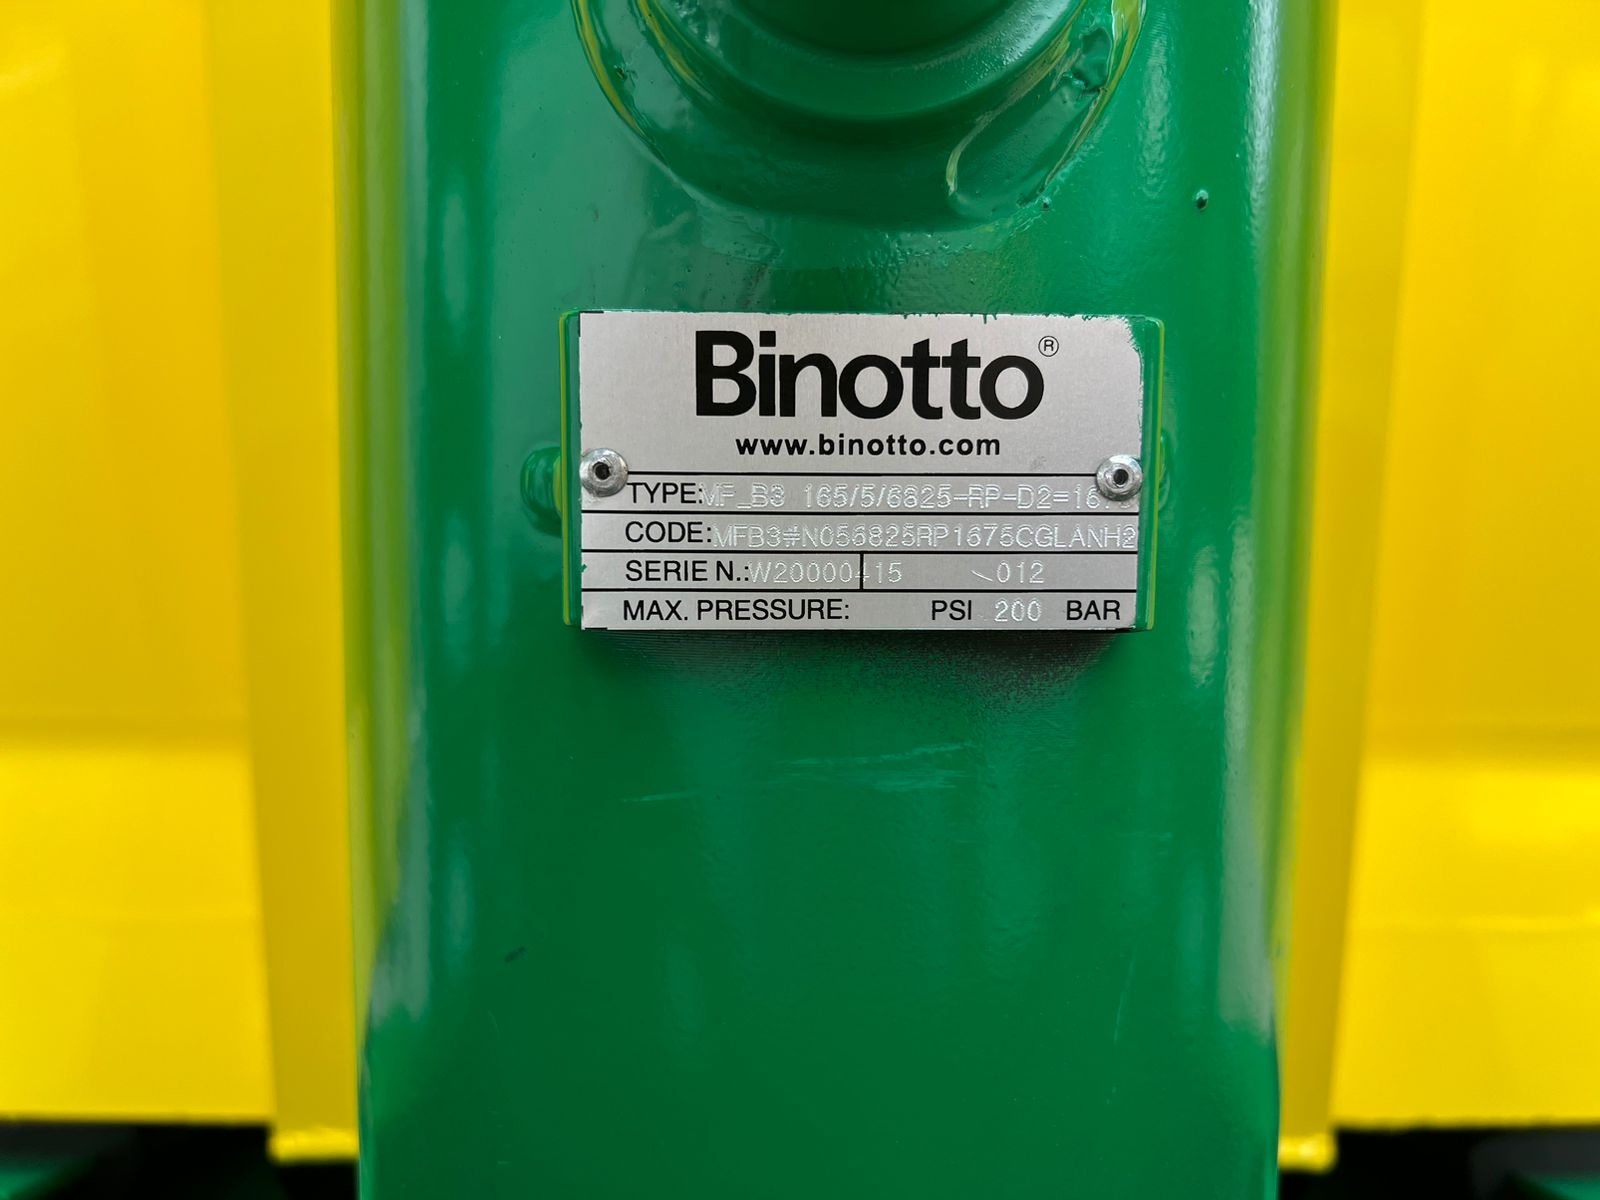 Binotto®
www.binotto.com
TYPE: MF_B3 165/5/6825-RP-D2=
CODE: MFB3#N056825RP1675CGLANH2
SERIE N.: W20000415 012
MAX. PRESSURE: PSI 200 BAR